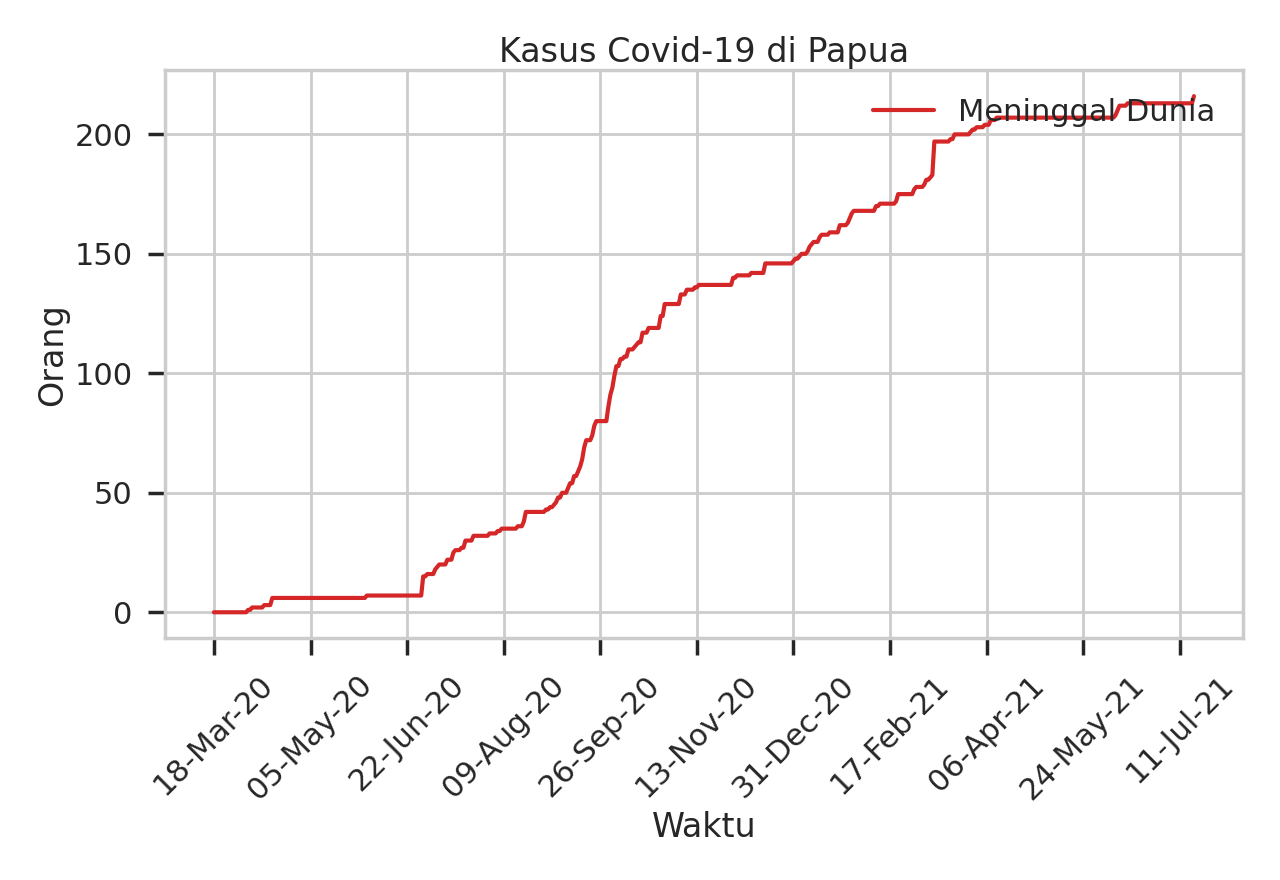 Kasus Covid-19 di Papua
Meninggal Dunia
200
150
100
50
0
Orang
18-Mar-20
05-May-20
22-Jun-20
09-Aug-20
26-Sep-20
13-Nov-20
31-Dec-20
17-Feb-21
06-Apr-21
24-May-21
11-Jul-21
Waktu